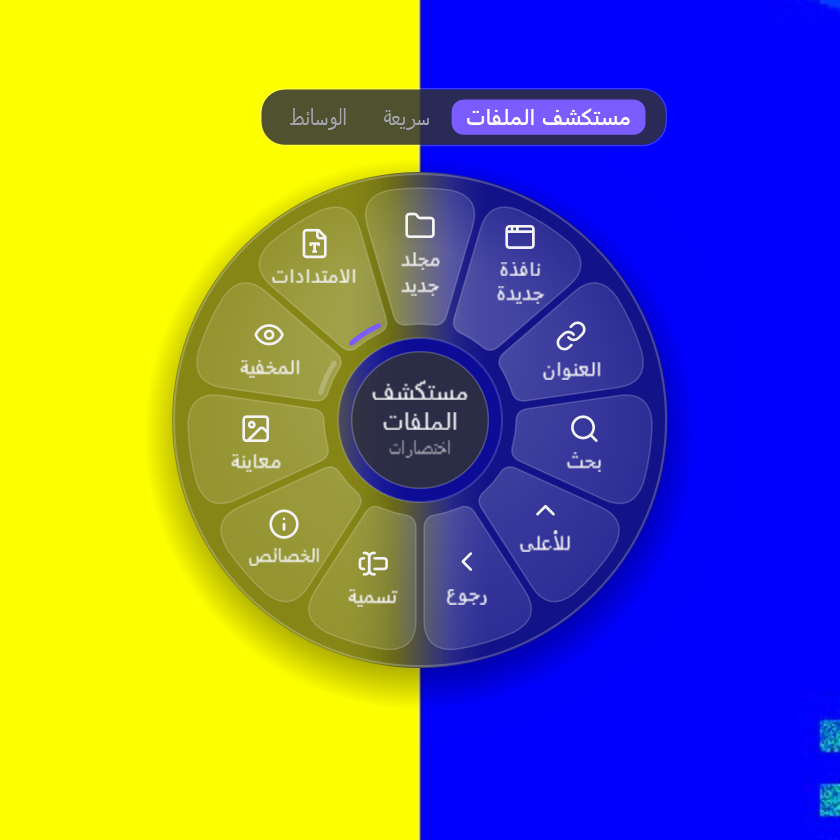 مستكشف الملفات
سريعة
الوسائط
مجلد
جديد
نافذة
جديدة
العنوان
بحث
للأعلى
رجوع
تسمية
الخصائص
معاينة
المخفية
الامتدادات
مستكشف
الملفات
اختصارات